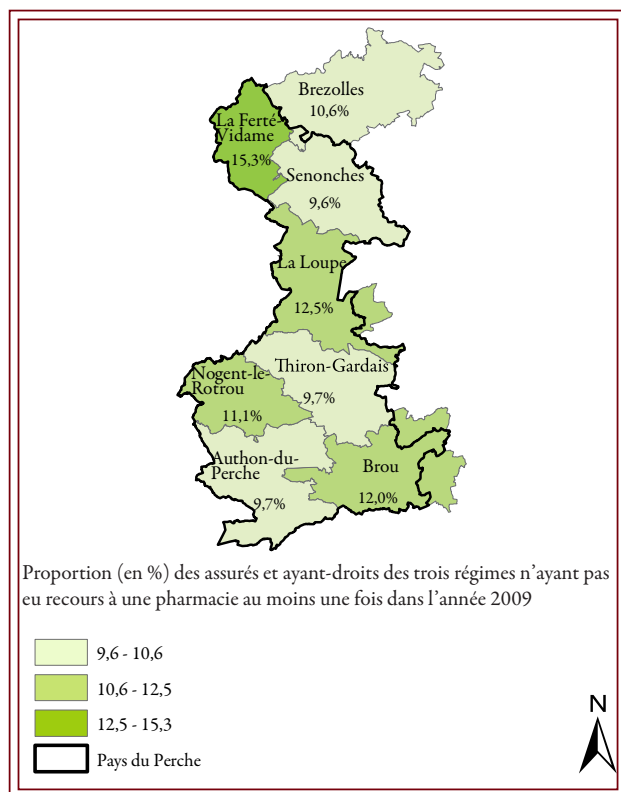 Brezolles
10,6%
La Ferté-
Vidame
15,3%
Senonches
9,6%
La Loupe
12,5%
Thiron-Gardais
9,7%
Nogent-le-
Rotrou
11,1%
Authon-du-
Perche
9,7%
Brou
12,0%
Proportion (en %) des assurés et ayant-droits des trois régimes n'ayant pas
eu recours à une pharmacie au moins une fois dans l'année 2009
9,6 - 10,6
10,6 - 12,5
12,5 - 15,3
Pays du Perche
N